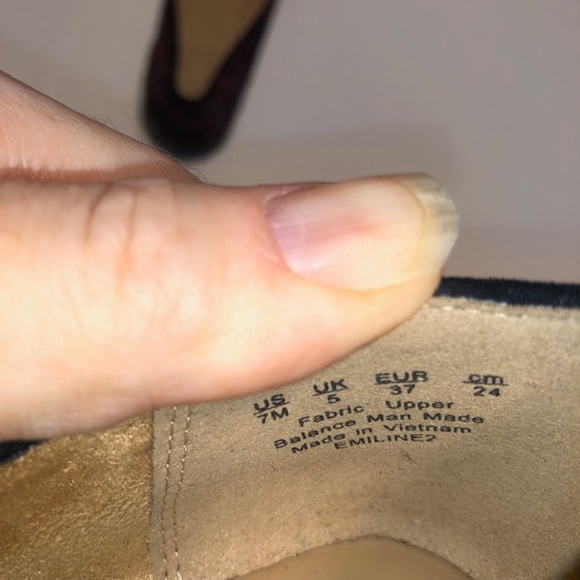 US UK EUR cm
7M 5 37 24
Fabric Upper
Balance Man Made
Made in Vietnam
EMILINE2